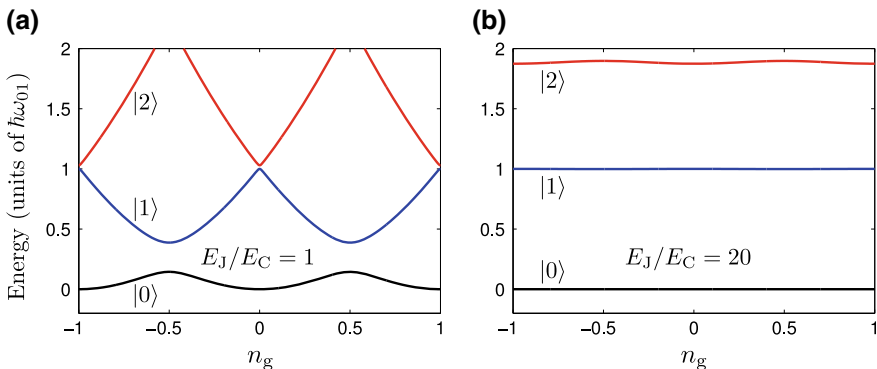 (a)
Energy (units of ℏω₀₁)
2
1.5
1
0.5
0
|2⟩
|1⟩
E_J/E_C = 1
|0⟩
−1 −0.5 0 0.5 1
n_g
(b)
2
1.5
1
0.5
0
|2⟩
|1⟩
E_J/E_C = 20
|0⟩
−1 −0.5 0 0.5 1
n_g